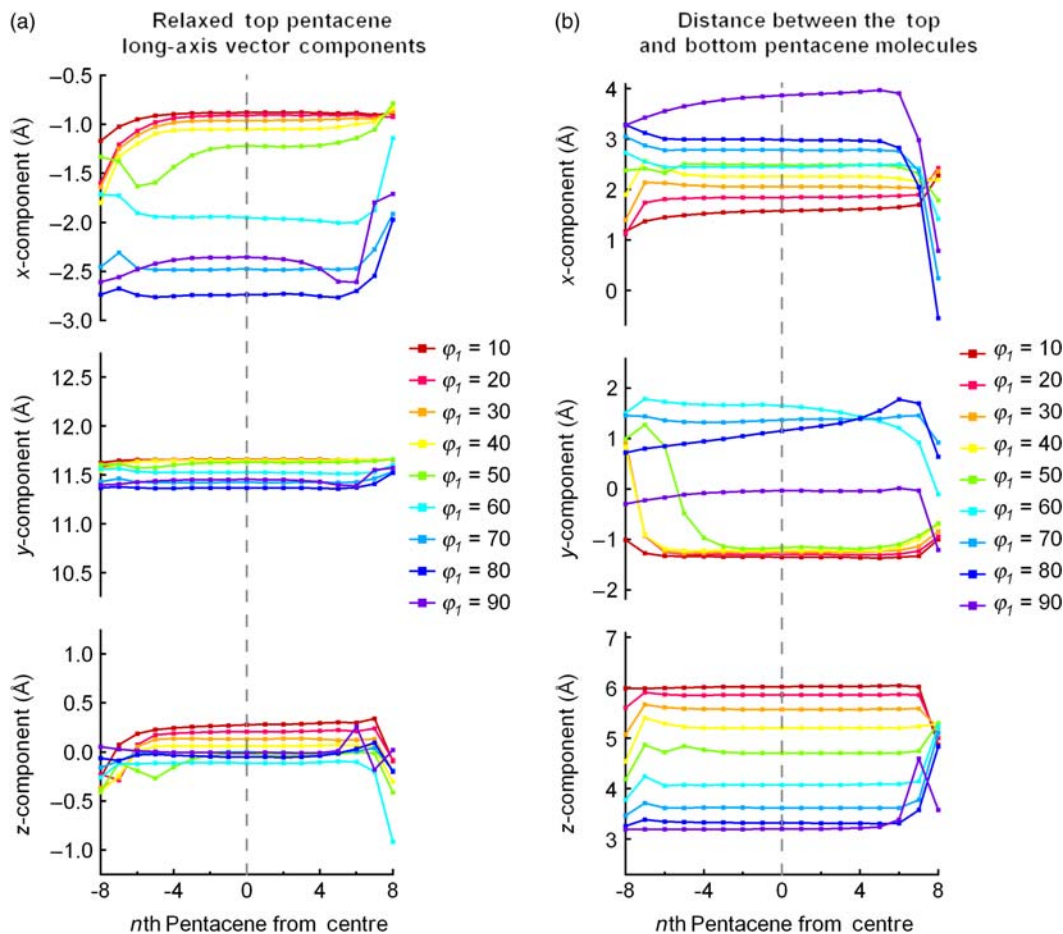 (a)
Relaxed top pentacene
long-axis vector components
−0.5
−1.0
−1.5
−2.0
−2.5
−3.0
x-component (Å)
12.5
12.0
11.5
11.0
10.5
y-component (Å)
φ1 = 10
φ1 = 20
φ1 = 30
φ1 = 40
φ1 = 50
φ1 = 60
φ1 = 70
φ1 = 80
φ1 = 90
1.0
0.5
0.0
−0.5
−1.0
z-component (Å)
-8 -4 0 4 8
nth Pentacene from centre
(b)
Distance between the top
and bottom pentacene molecules
4
3
2
1
0
x-component (Å)
2
1
0
−1
−2
y-component (Å)
φ1 = 10
φ1 = 20
φ1 = 30
φ1 = 40
φ1 = 50
φ1 = 60
φ1 = 70
φ1 = 80
φ1 = 90
7
6
5
4
3
z-component (Å)
-8 -4 0 4 8
nth Pentacene from centre